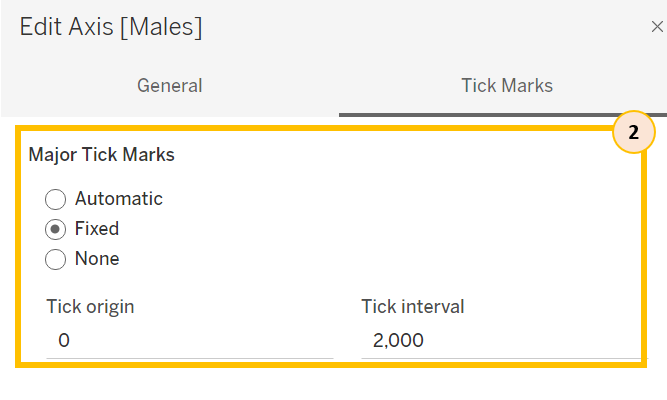 Edit Axis [Males]
General Tick Marks
2
Major Tick Marks
Automatic
Fixed
None
Tick origin Tick interval
0 2,000